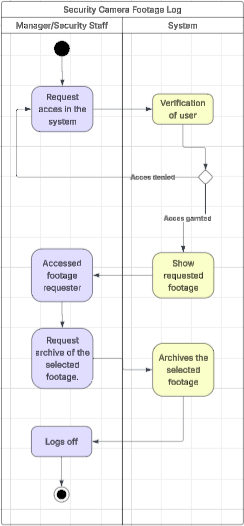 Security Camera Footage Log
Manager/Security Staff
System
Request
acces in the
system
Verification
of user
Acces denied
Acces garnted
Accessed
footage
requester
Show
requested
footage
Request
archive of the
selected
footage.
Archives the
selected
footage
Logs off